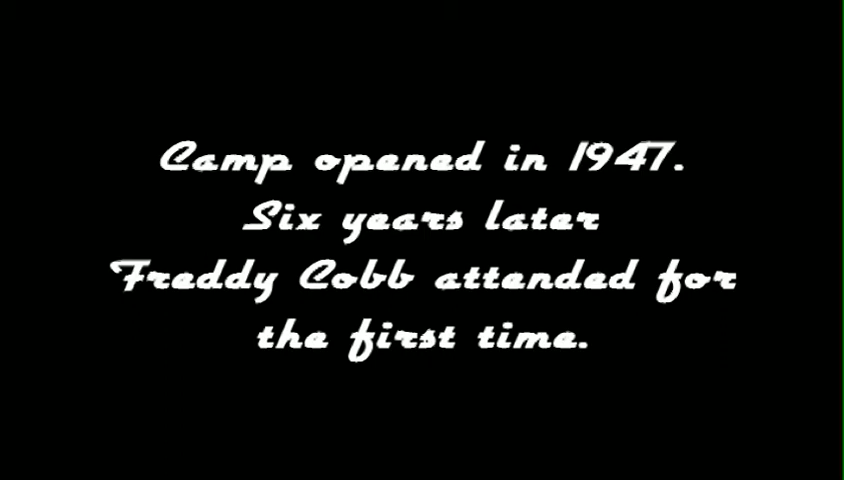 Camp opened in 1947.
Six years later
Freddy Cobb attended for
the first time.